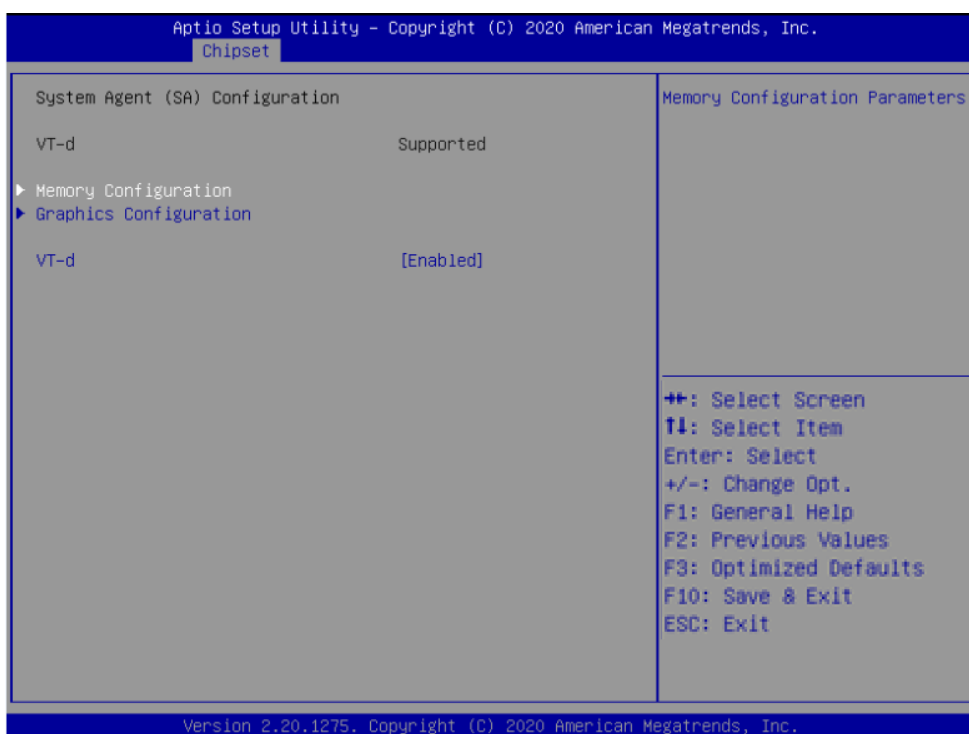 Aptio Setup Utility – Copyright (C) 2020 American Megatrends, Inc.
Chipset
System Agent (SA) Configuration
VT-d Supported
Memory Configuration
Graphics Configuration
VT-d [Enabled]
Memory Configuration Parameters
→←: Select Screen
↑↓: Select Item
Enter: Select
+/-: Change Opt.
F1: General Help
F2: Previous Values
F3: Optimized Defaults
F10: Save & Exit
ESC: Exit
Version 2.20.1275. Copyright (C) 2020 American Megatrends, Inc.